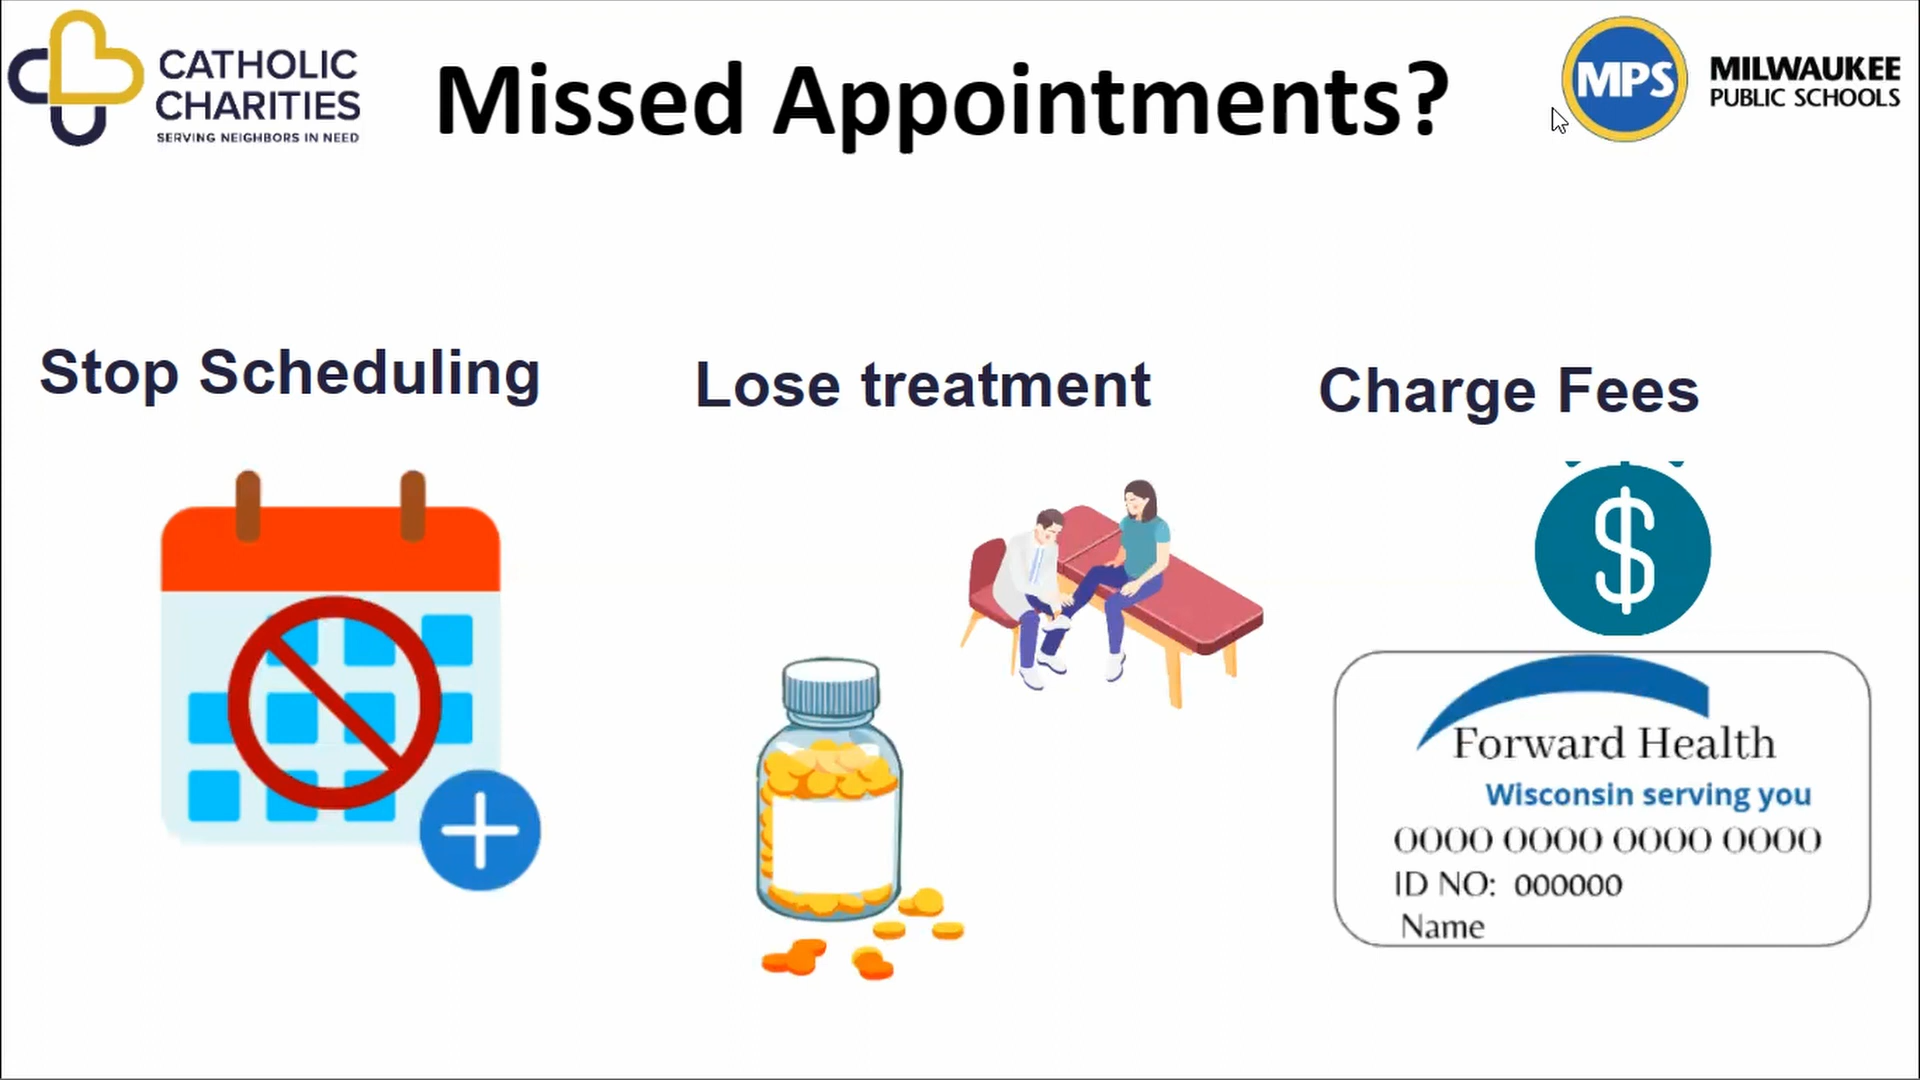 CATHOLIC
CHARITIES
SERVING NEIGHBORS IN NEED
Missed Appointments?
MPS
MILWAUKEE
PUBLIC SCHOOLS
Stop Scheduling
Lose treatment
Charge Fees
$
Forward Health
Wisconsin serving you
0000 0000 0000 0000
ID NO: 000000
Name